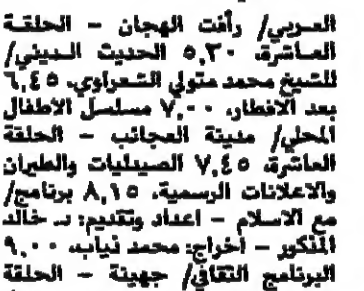 العربي/ رأفت الهجان - الحلقة
العاشرة، ٥,٣٠ الحديث الديني/
للشيخ محمد متولي الشعراوي، ٦,٤٥
بعد الافطار، ٧,٠٠ مسلسل الاطفال
المحلي/ مدينة العجائب - الحلقة
العاشرة، ٧,٤٥ الصيدليات والطيران
والاعلانات الرسمية، ٨,١٥ برنامج/
مع الاسلام - اعداد وتقديم: د. خالد
المذكور - اخراج: محمد نياب، ٩,٠٠
البرنامج الثقافي/ جهينة - الحلقة